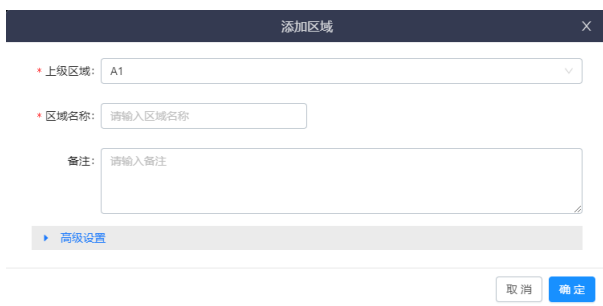 添加区域
* 上级区域: A1
* 区域名称: 请输入区域名称
备注: 请输入备注
高级设置
取消 确定